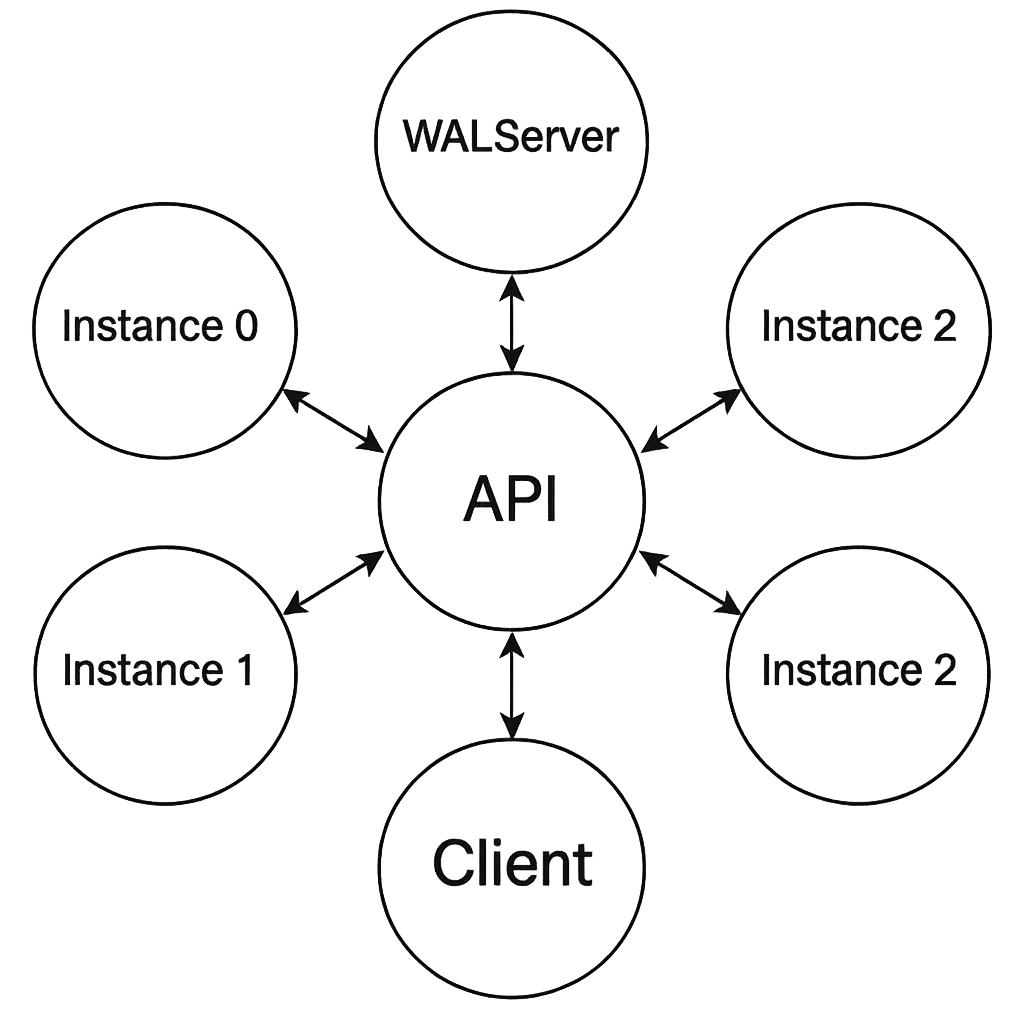 WALServer
Instance 0
Instance 2
API
Instance 1
Instance 2
Client